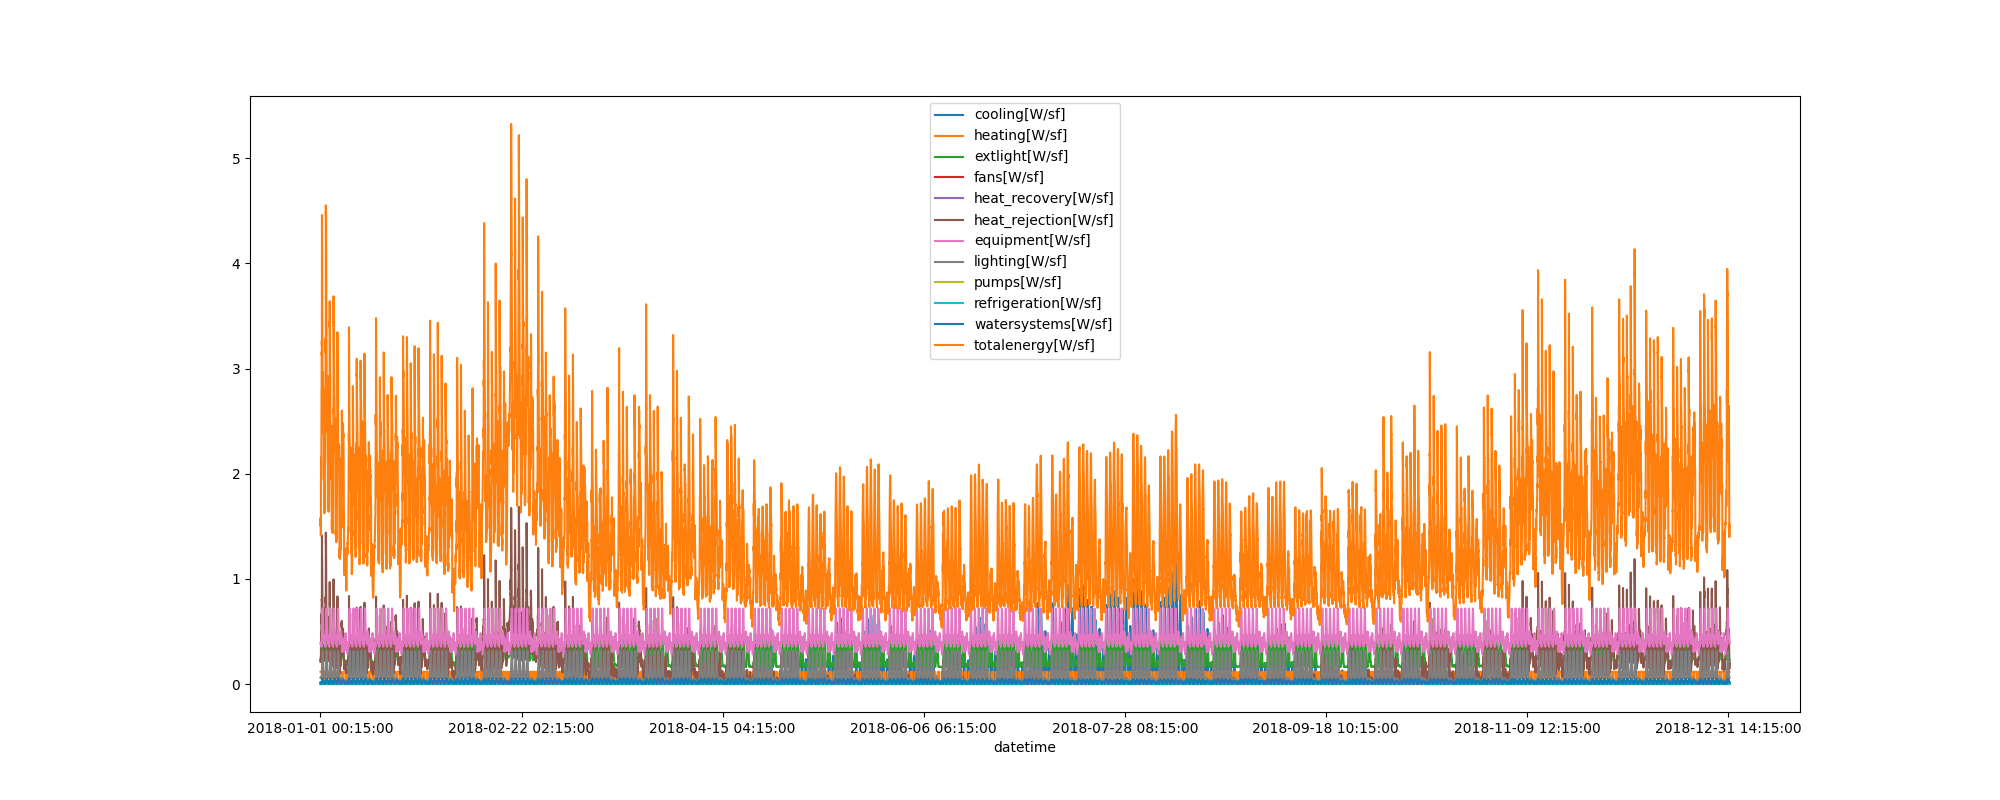 cooling[W/sf]
heating[W/sf]
extlight[W/sf]
fans[W/sf]
heat_recovery[W/sf]
heat_rejection[W/sf]
equipment[W/sf]
lighting[W/sf]
pumps[W/sf]
refrigeration[W/sf]
watersystems[W/sf]
totalenergy[W/sf]
5
4
3
2
1
0
2018-01-01 00:15:00 2018-02-22 02:15:00 2018-04-15 04:15:00 2018-06-06 06:15:00 2018-07-28 08:15:00 2018-09-18 10:15:00 2018-11-09 12:15:00 2018-12-31 14:15:00
datetime